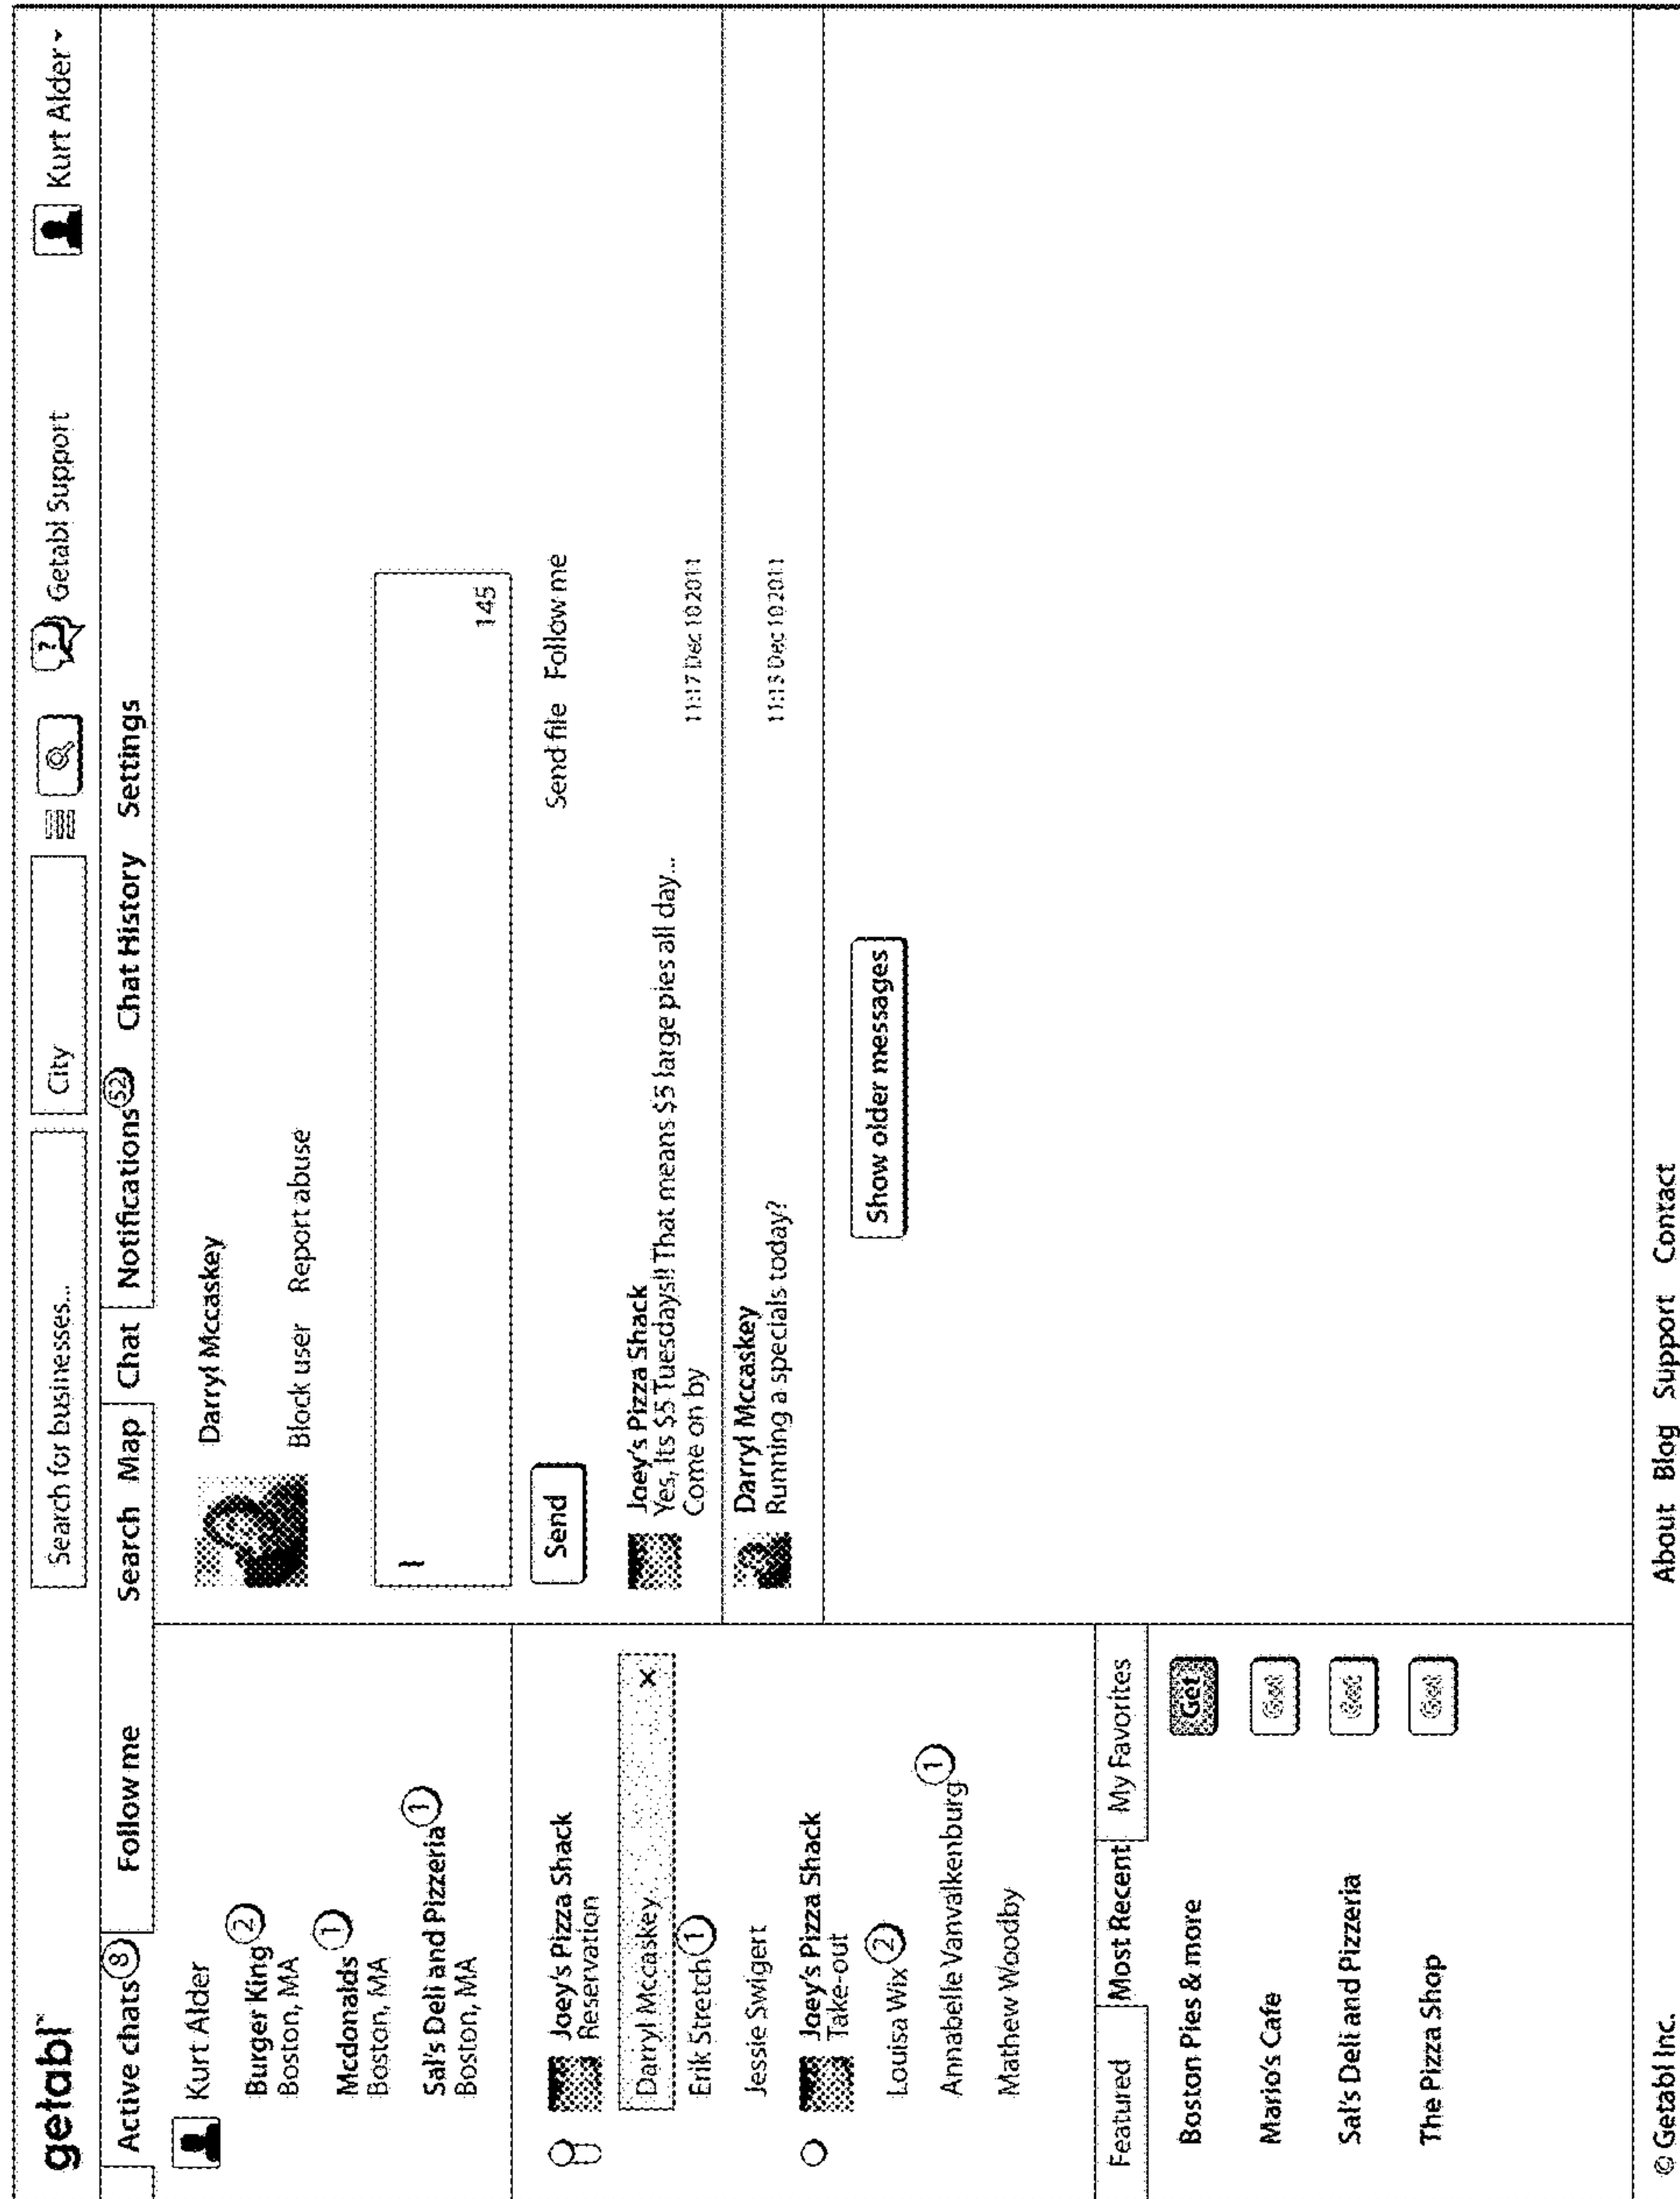 getabl™
Search for businesses...
City
? Getabl Support
Kurt Alder
Active chats 8
Follow me
Search Map Chat Notifications 52 Chat History Settings
Kurt Alder
Burger King 2
Boston, MA
Mcdonalds 1
Boston, MA
Sal's Deli and Pizzeria 1
Boston, MA
Joey's Pizza Shack
Reservation
Darryl Mccaskey ×
Erik Stretch 1
Jessie Swigert
Joey's Pizza Shack
Take-out
Louisa Wix 2
Annabelle Vanvalkenburg 1
Mathew Woodby
Featured Most Recent My Favorites
Boston Pies & more Get
Mario's Cafe Get
Sal's Deli and Pizzeria Get
The Pizza Shop Get
Darryl Mccaskey
Block user Report abuse
145
Send
Send file Follow me
Joey's Pizza Shack
Yes, Its $5 Tuesdays!! That means $5 large pies all day...
Come on by
11:17 Dec 10 2011
Darryl Mccaskey
Running a specials today?
11:13 Dec 10 2011
Show older messages
© Getabl Inc.
About Blog Support Contact